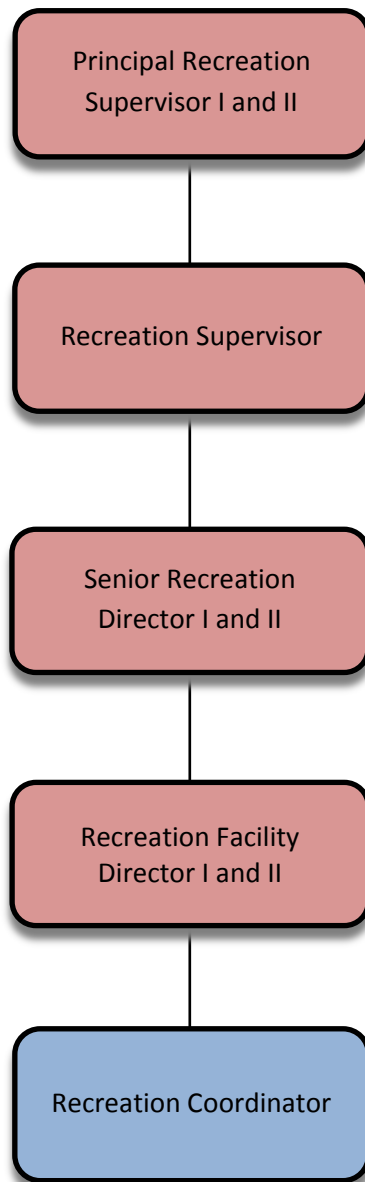 Principal Recreation
Supervisor I and II
Recreation Supervisor
Senior Recreation
Director I and II
Recreation Facility
Director I and II
Recreation Coordinator